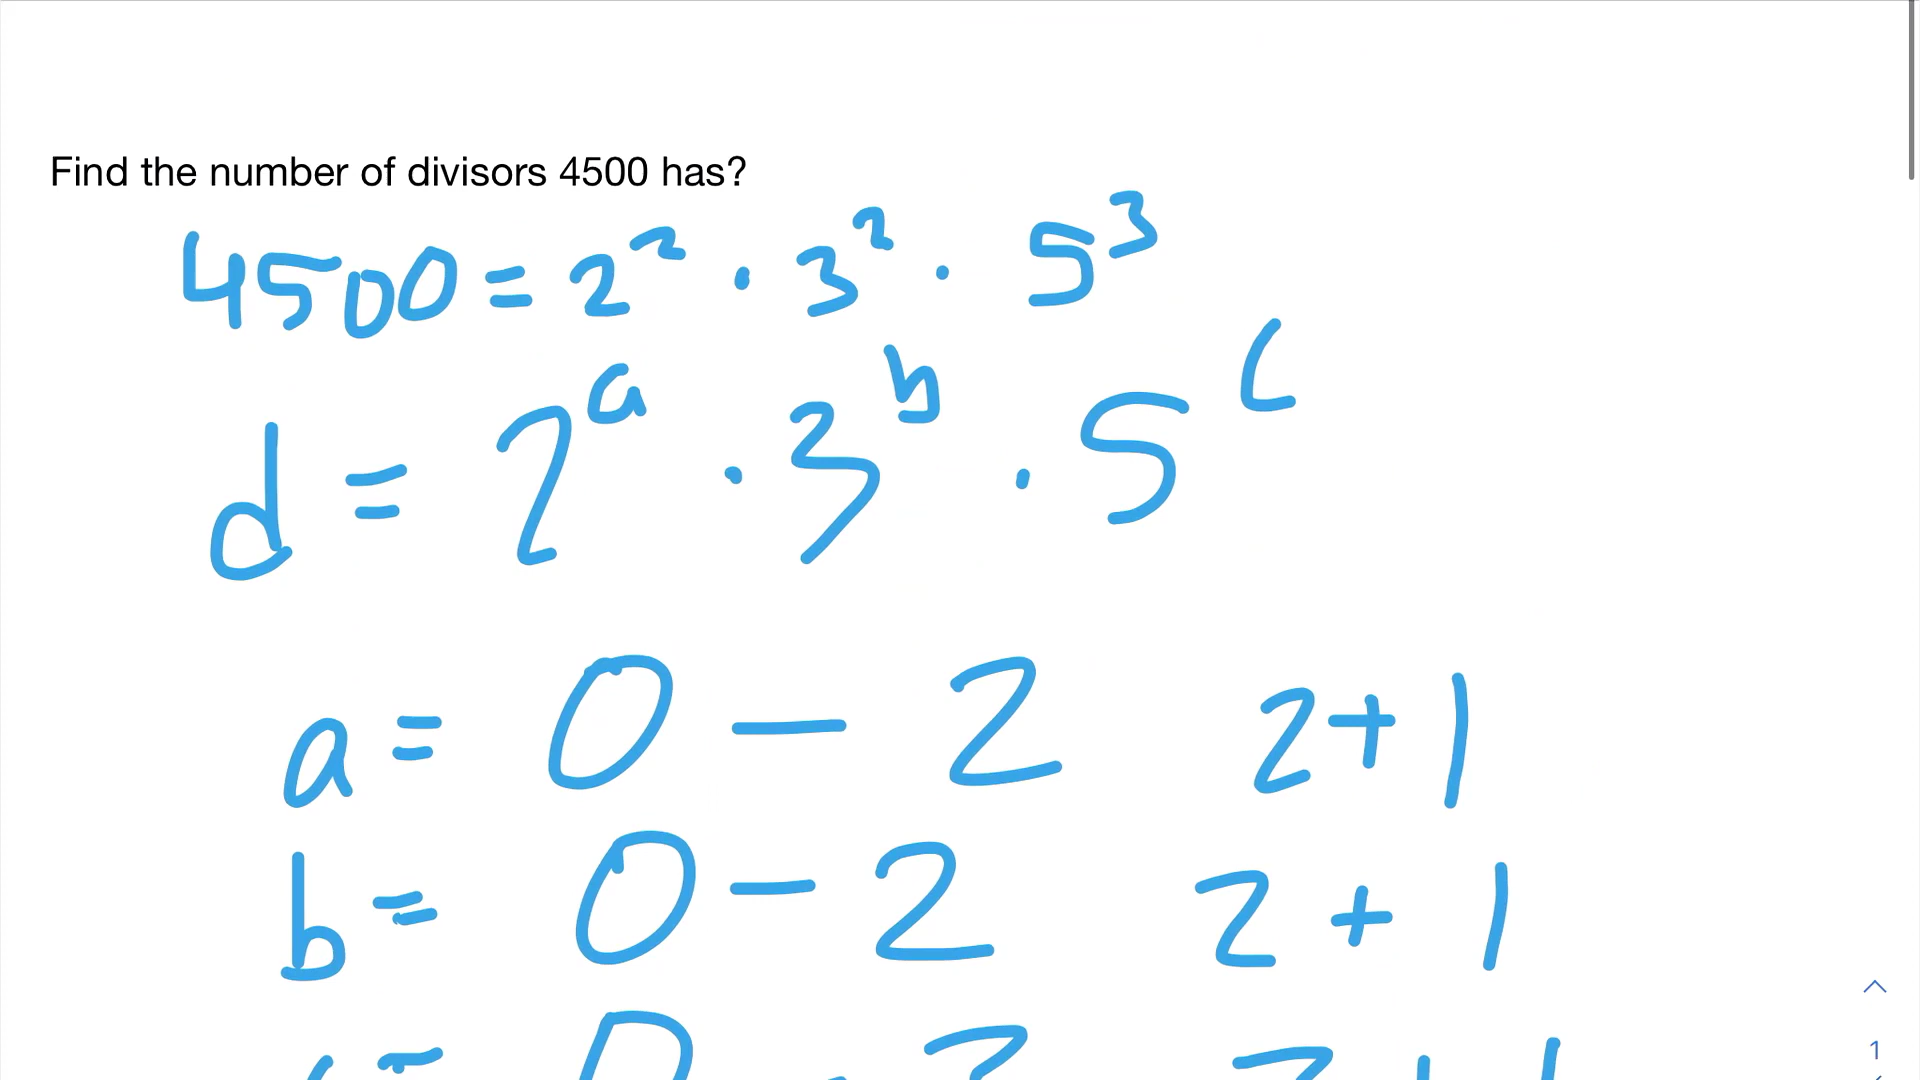 Find the number of divisors 4500 has?
4500 = 2² · 3² · 5³
d = 2ᵃ · 3ᵇ · 5ᶜ
a = 0 — 2 2 + 1
b = 0 — 2 2 + 1
1